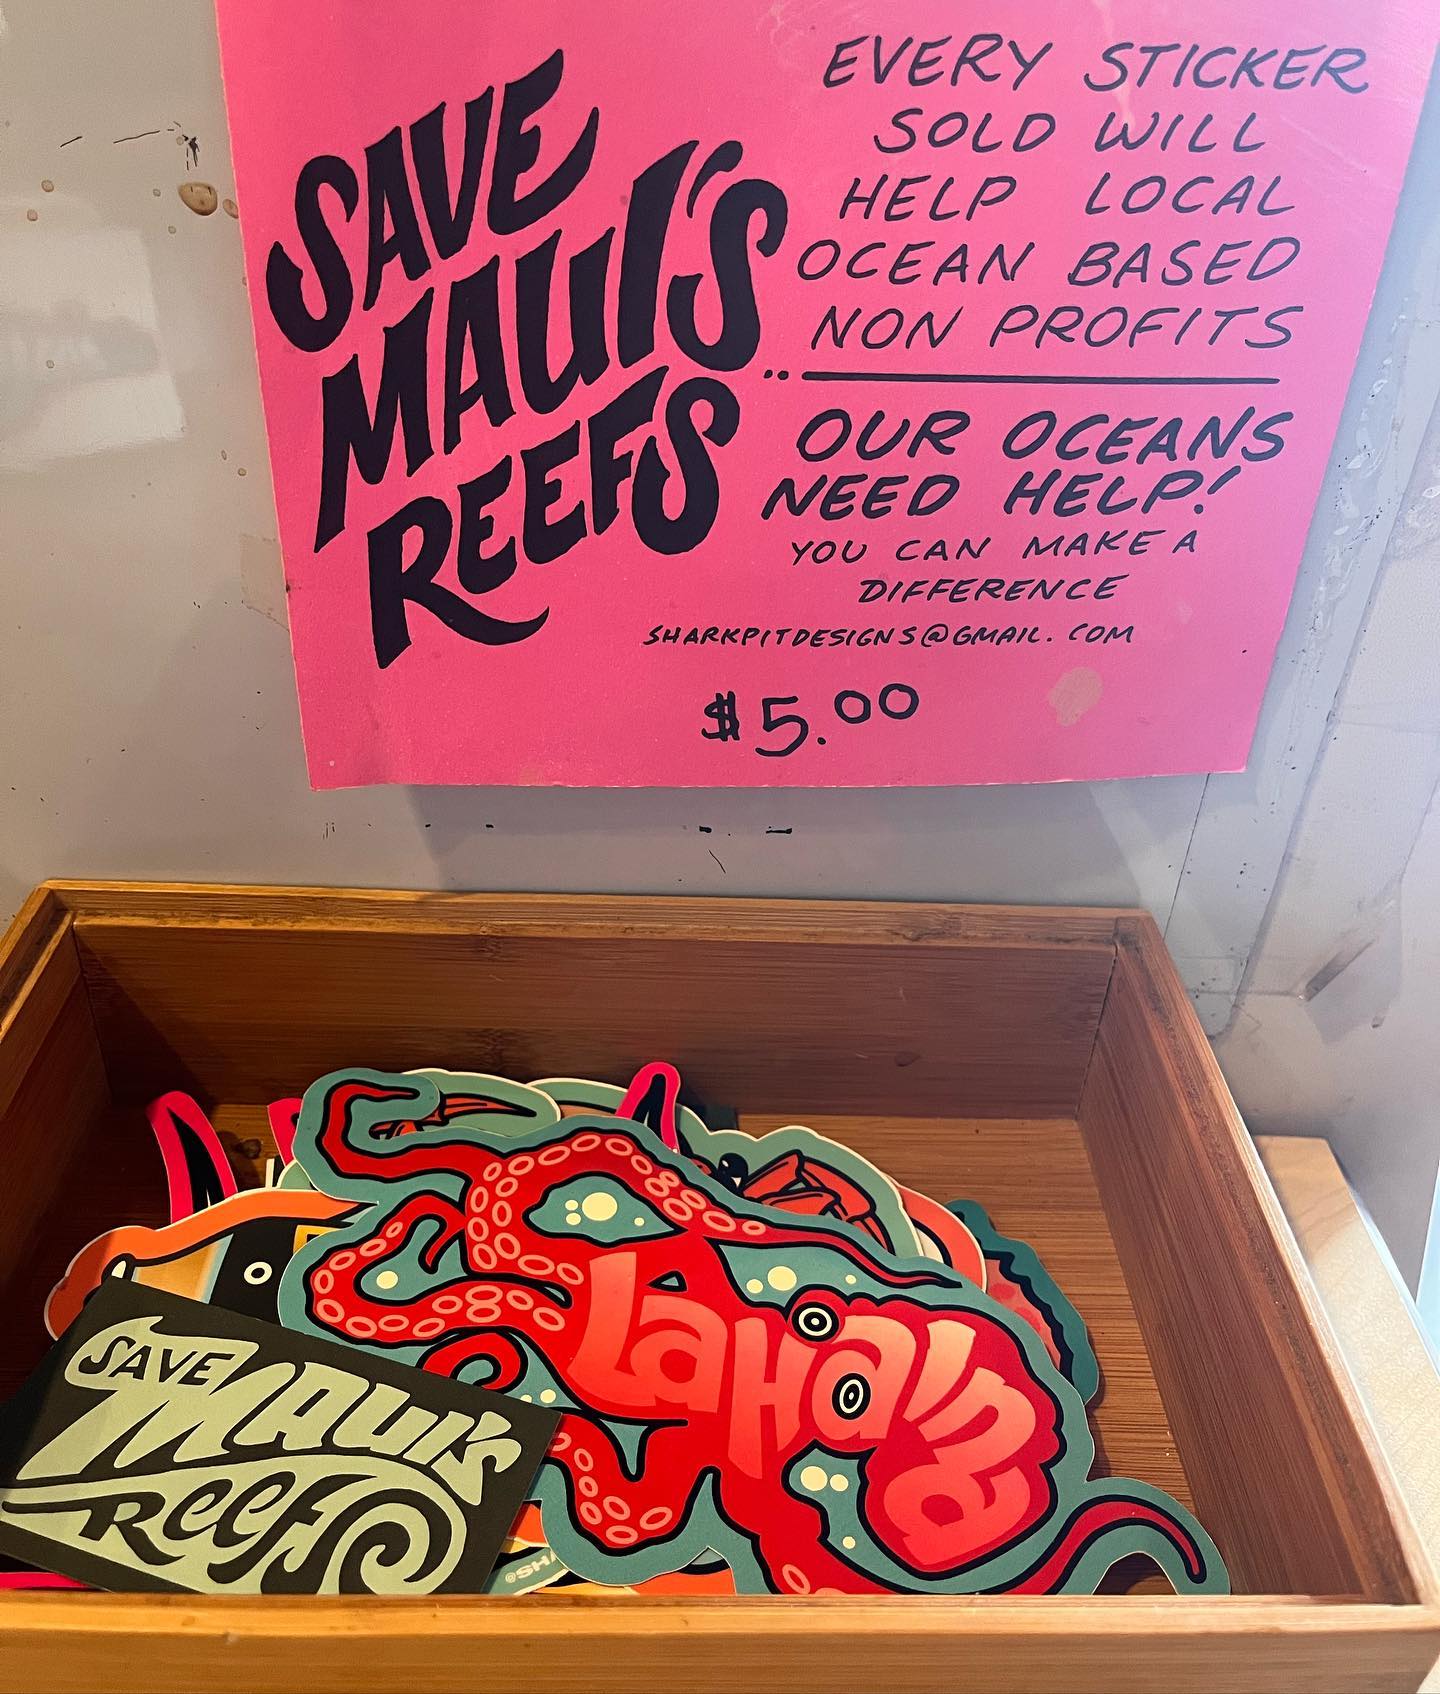 SAVE
MAUI'S
REEFS
EVERY STICKER
SOLD WILL
HELP LOCAL
OCEAN BASED
NON PROFITS
OUR OCEANS
NEED HELP!
YOU CAN MAKE A
DIFFERENCE
SHARKPITDESIGNS@GMAIL.COM
$5.00
LaHaina
SAVE
MAUI'S
ReefS
@SHA